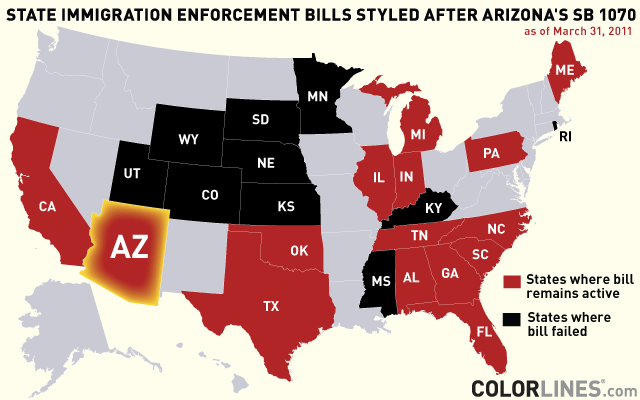 STATE IMMIGRATION ENFORCEMENT BILLS STYLED AFTER ARIZONA'S SB 1070
as of March 31, 2011
ME
MN
SD
WY
MI
RI
NE
PA
UT
IL
IN
CO
CA
KS
KY
AZ
NC
TN
OK
SC
MS
AL
GA
TX
FL
States where bill
remains active
States where
bill failed
COLORLINES.com